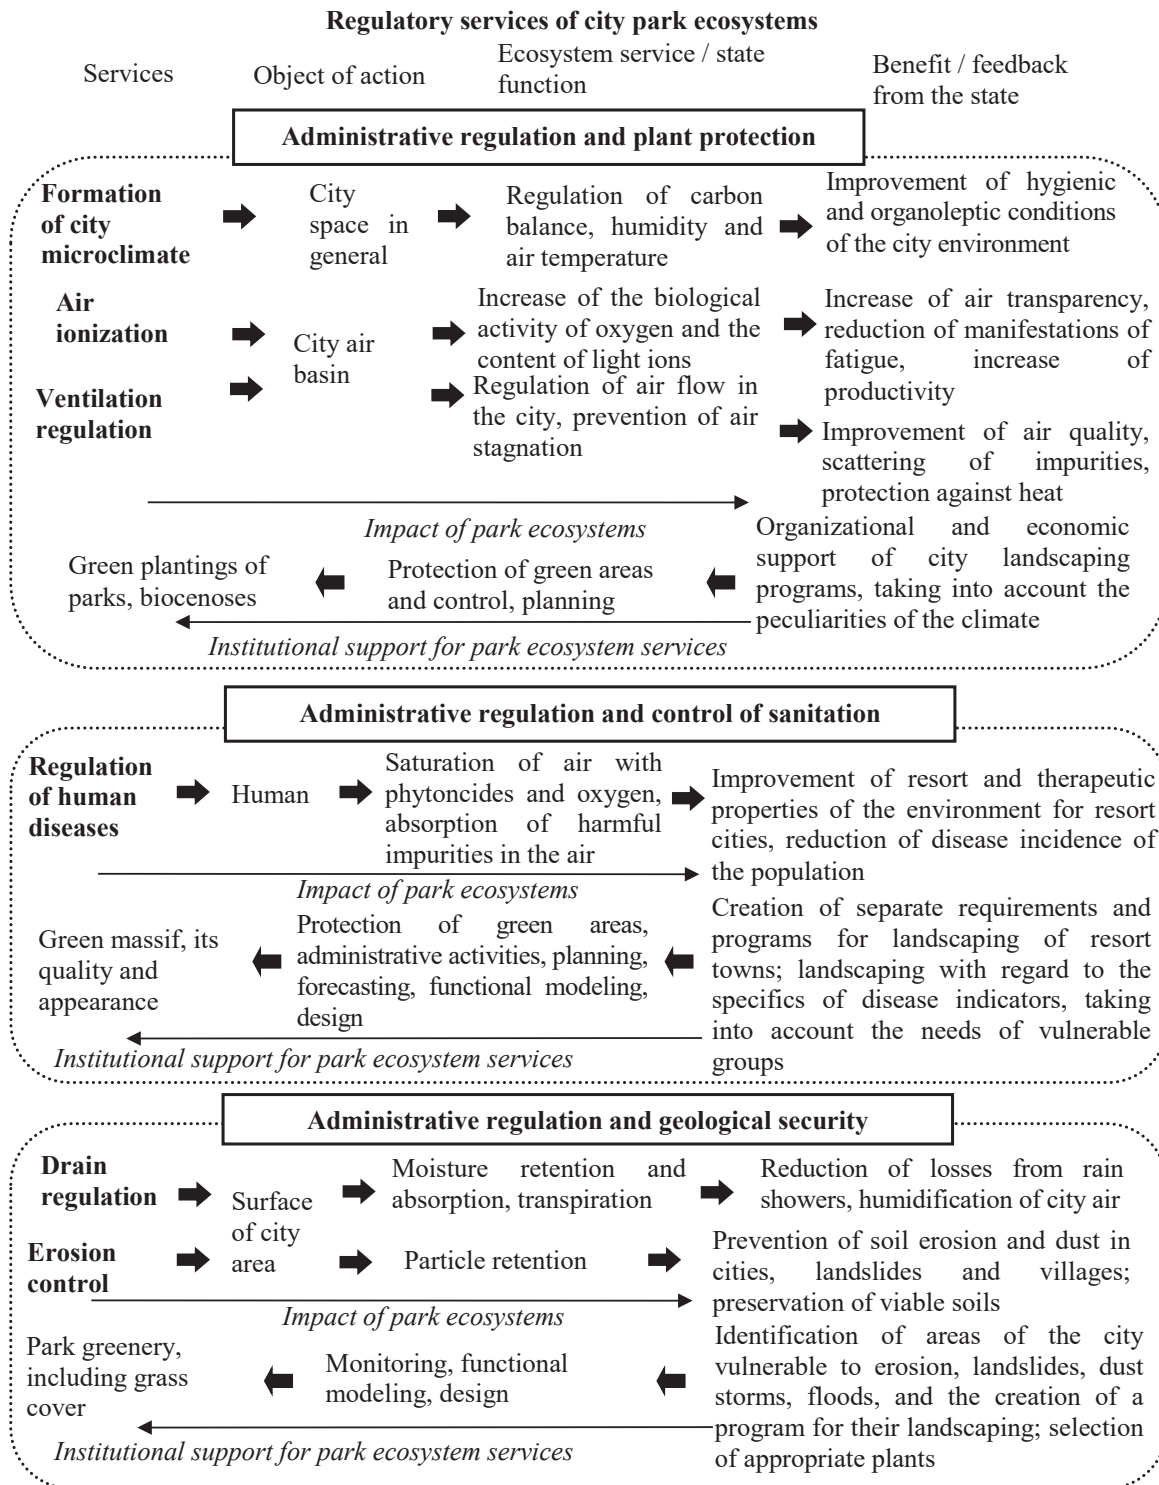 Regulatory services of city park ecosystems
Services
Object of action
Ecosystem service / state
function
Benefit / feedback
from the state
Administrative regulation and plant protection
Formation
of city
microclimate
City
space in
general
Regulation of carbon
balance, humidity and
air temperature
Improvement of hygienic
and organoleptic conditions
of the city environment
Air
ionization
City air
basin
Increase of the biological
activity of oxygen and the
content of light ions
Increase of air transparency,
reduction of manifestations of
fatigue, increase of
productivity
Ventilation
regulation
Regulation of air flow in
the city, prevention of air
stagnation
Improvement of air quality,
scattering of impurities,
protection against heat
Impact of park ecosystems
Green plantings of
parks, biocenoses
Protection of green areas
and control, planning
Organizational and economic
support of city landscaping
programs, taking into account the
peculiarities of the climate
Institutional support for park ecosystem services
Administrative regulation and control of sanitation
Regulation
of human
diseases
Human
Saturation of air with
phytoncides and oxygen,
absorption of harmful
impurities in the air
Improvement of resort and therapeutic
properties of the environment for resort
cities, reduction of disease incidence of
the population
Impact of park ecosystems
Green massif, its
quality and
appearance
Protection of green areas,
administrative activities, planning,
forecasting, functional modeling,
design
Creation of separate requirements and
programs for landscaping of resort
towns; landscaping with regard to the
specifics of disease indicators, taking
into account the needs of vulnerable
groups
Institutional support for park ecosystem services
Administrative regulation and geological security
Drain
regulation
Surface
of city
area
Moisture retention and
absorption, transpiration
Reduction of losses from rain
showers, humidification of city air
Erosion
control
Particle retention
Prevention of soil erosion and dust in
cities, landslides and villages;
preservation of viable soils
Impact of park ecosystems
Park greenery,
including grass
cover
Monitoring, functional
modeling, design
Identification of areas of the city
vulnerable to erosion, landslides, dust
storms, floods, and the creation of a
program for their landscaping; selection
of appropriate plants
Institutional support for park ecosystem services